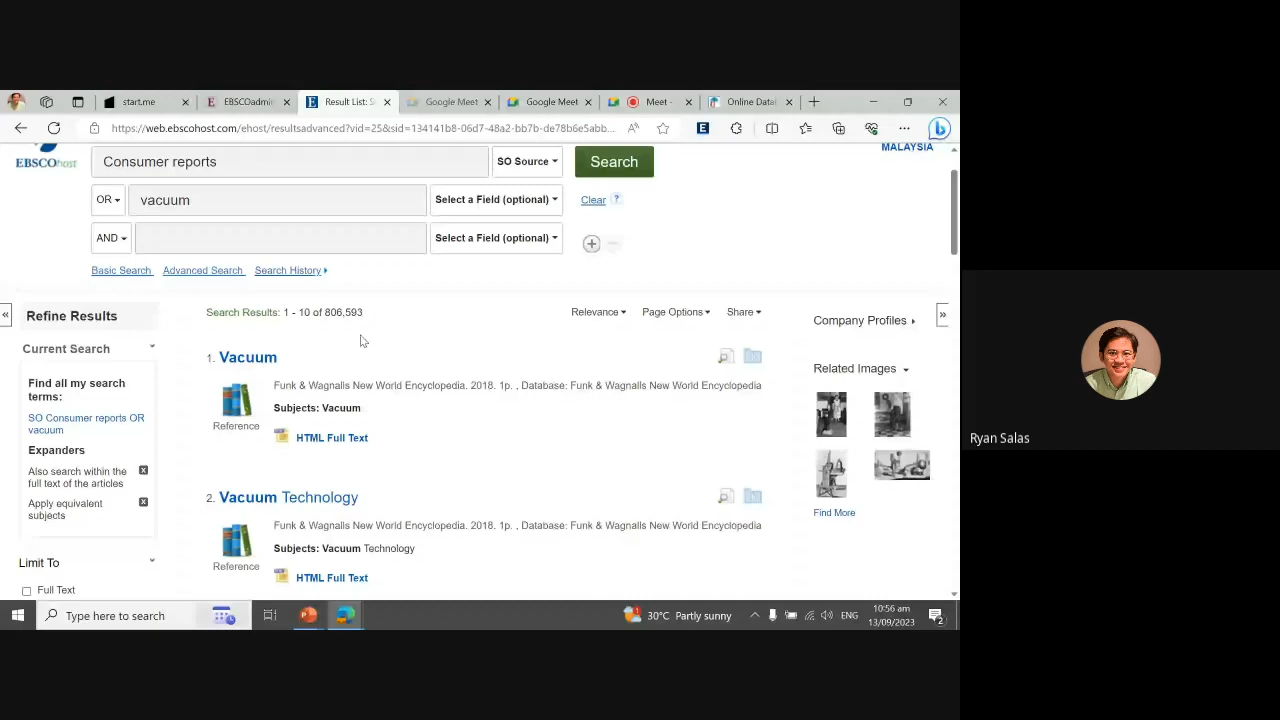 start.me
EBSCOadmin
Result List: S
Google Meet
Google Meet
Meet -
Online Datal
https://web.ebscohost.com/ehost/resultsadvanced?vid=25&sid=134141b8-06d7-48a2-bb7b-de78b6e5abb...
EBSCOhost
Consumer reports
SO Source
Search
MALAYSIA
OR
vacuum
Select a Field (optional)
Clear
?
AND
Select a Field (optional)
Basic Search
Advanced Search
Search History
Refine Results
Search Results: 1 - 10 of 806,593
Relevance
Page Options
Share
Company Profiles
Current Search
Find all my search
terms:
SO Consumer reports OR
vacuum
Expanders
Also search within the
full text of the articles
Apply equivalent
subjects
Limit To
Full Text
1. Vacuum
Funk & Wagnalls New World Encyclopedia. 2018. 1p. , Database: Funk & Wagnalls New World Encyclopedia
Subjects: Vacuum
Reference
HTML Full Text
2. Vacuum Technology
Funk & Wagnalls New World Encyclopedia. 2018. 1p. , Database: Funk & Wagnalls New World Encyclopedia
Subjects: Vacuum Technology
Reference
HTML Full Text
Related Images
Find More
Ryan Salas
Type here to search
30°C Partly sunny
ENG
10:56 am
13/09/2023
2